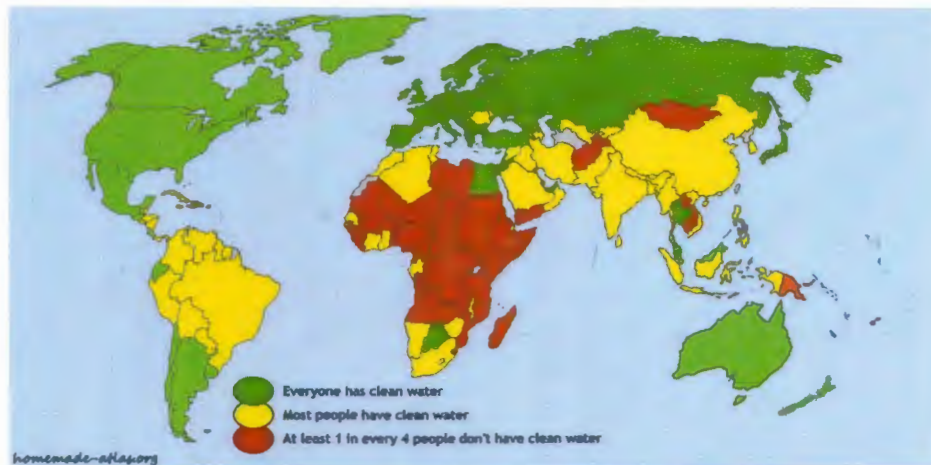 Everyone has clean water
Most people have clean water
At least 1 in every 4 people don't have clean water
homemade-atlas.org